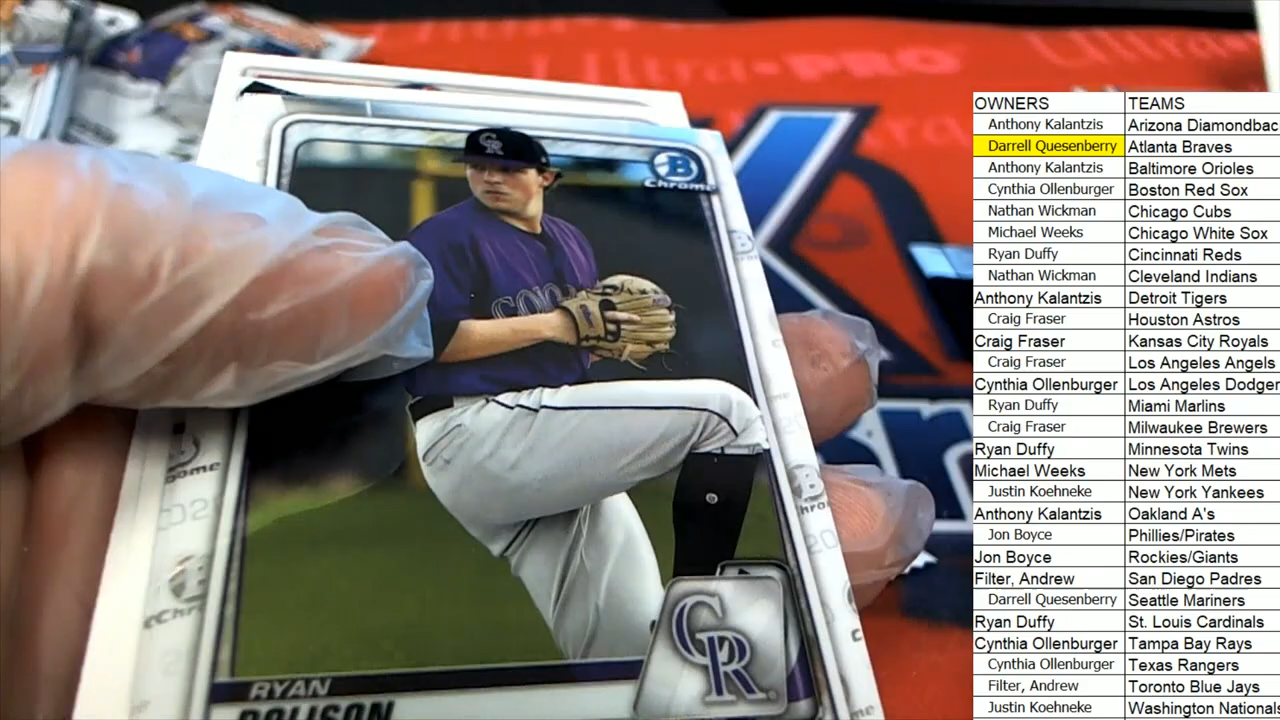 Ultra•PRO
CR
B
Chrome
CR
RYAN
ROLISON
OWNERS TEAMS
Anthony Kalantzis Arizona Diamondbac
Darrell Quesenberry Atlanta Braves
Anthony Kalantzis Baltimore Orioles
Cynthia Ollenburger Boston Red Sox
Nathan Wickman Chicago Cubs
Michael Weeks Chicago White Sox
Ryan Duffy Cincinnati Reds
Nathan Wickman Cleveland Indians
Anthony Kalantzis Detroit Tigers
Craig Fraser Houston Astros
Craig Fraser Kansas City Royals
Craig Fraser Los Angeles Angels
Cynthia Ollenburger Los Angeles Dodger
Ryan Duffy Miami Marlins
Craig Fraser Milwaukee Brewers
Ryan Duffy Minnesota Twins
Michael Weeks New York Mets
Justin Koehneke New York Yankees
Anthony Kalantzis Oakland A's
Jon Boyce Phillies/Pirates
Jon Boyce Rockies/Giants
Filter, Andrew San Diego Padres
Darrell Quesenberry Seattle Mariners
Ryan Duffy St. Louis Cardinals
Cynthia Ollenburger Tampa Bay Rays
Cynthia Ollenburger Texas Rangers
Filter, Andrew Toronto Blue Jays
Justin Koehneke Washington Nationals